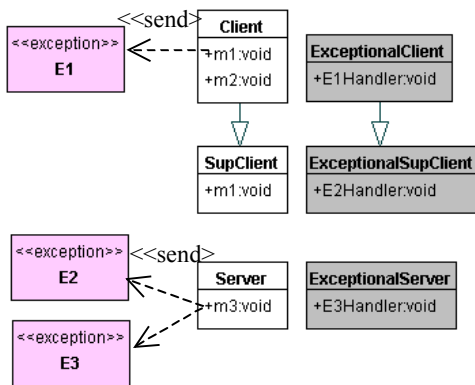 <<send>
<<exception>>
E1
Client
+m1:void
+m2:void
ExceptionalClient
+E1Handler:void
SupClient
+m1:void
ExceptionalSupClient
+E2Handler:void
<<exception>>
E2
<<send>
Server
+m3:void
ExceptionalServer
+E3Handler:void
<<exception>>
E3